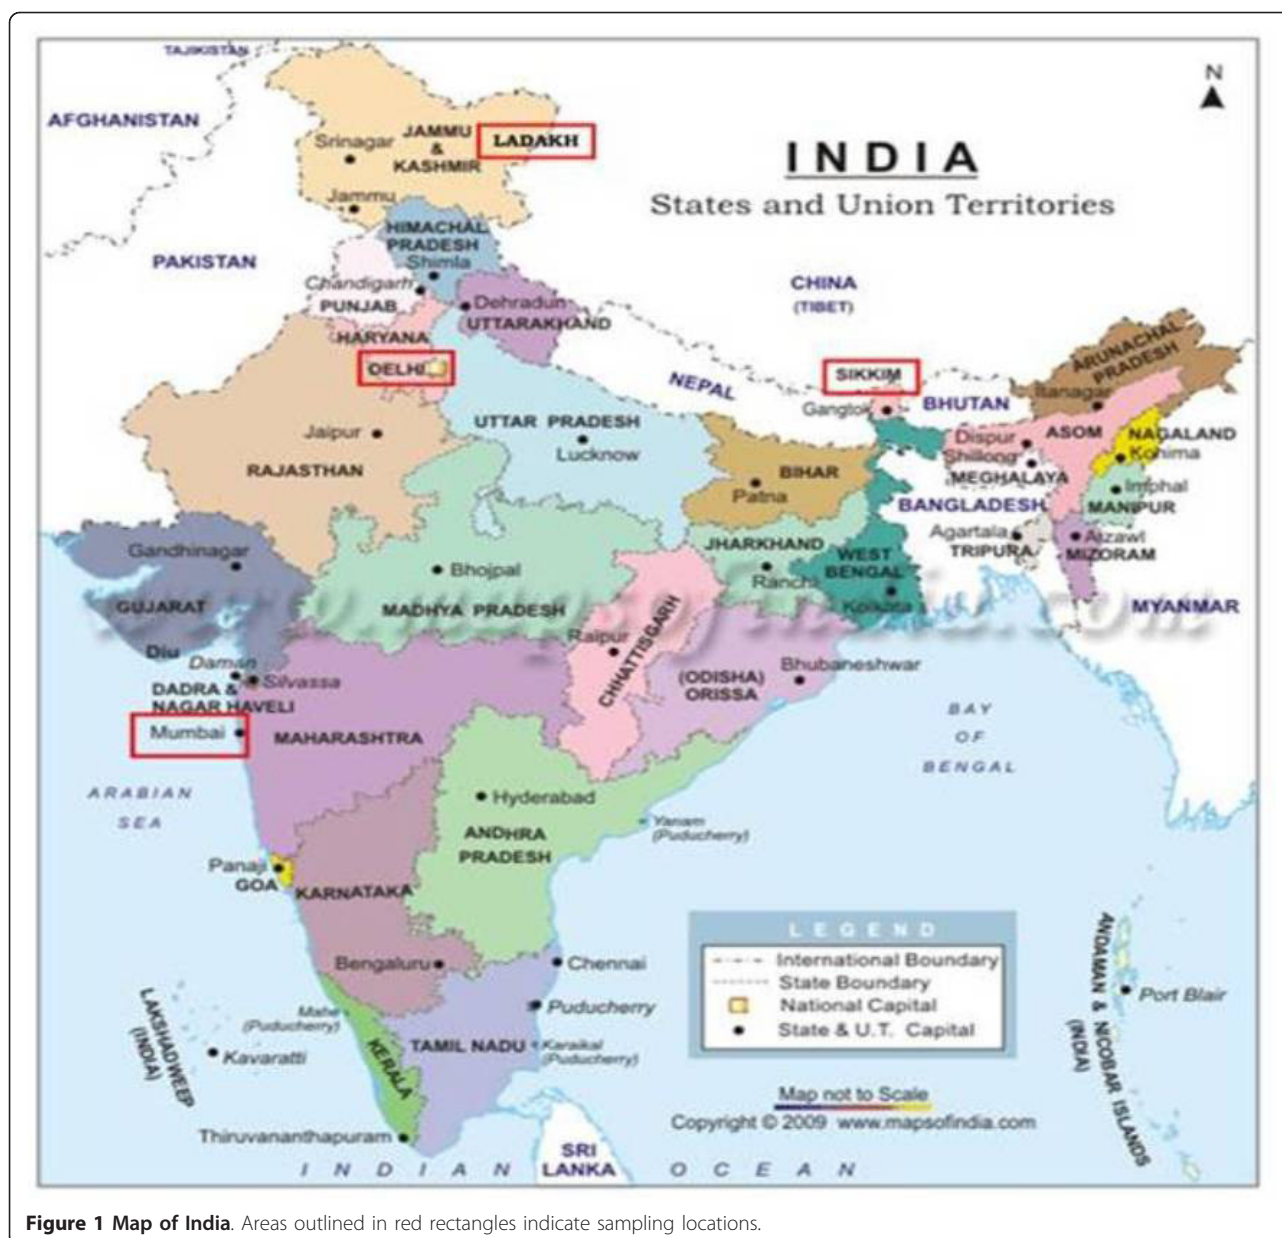 TAJIKISTAN
AFGHANISTAN
N
JAMMU
&
KASHMIR
LADAKH
Srinagar
Jammu
INDIA
States and Union Territories
HIMACHAL
PRADESH
Shimla
PAKISTAN
Chandigarh
PUNJAB
Dehradun
UTTARAKHAND
CHINA
(TIBET)
HARYANA
DELHI
NEPAL
SIKKIM
Gangtok
BHUTAN
ARUNACHAL
PRADESH
Itanagar
UTTAR PRADESH
Lucknow
Jaipur
RAJASTHAN
BIHAR
Patna
Dispur
Shillong
MEGHALAYA
ASOM
NAGALAND
Kohima
BANGLADESH
Imphal
MANIPUR
Agartala
TRIPURA
Aizawl
MIZORAM
Gandhinagar
GUJARAT
Bhojpal
MADHYA PRADESH
JHARKHAND
Ranchi
WEST
BENGAL
Kolkata
MYANMAR
www.mapsofindia.com
Diu
Daman
Silvassa
DADRA &
NAGAR HAVELI
Raipur
CHHATTISGARH
(ODISHA)
ORISSA
Bhubaneshwar
Mumbai
MAHARASHTRA
BAY
OF
BENGAL
ARABIAN
SEA
Hyderabad
ANDHRA
PRADESH
Yanam
(Puducherry)
Panaji
GOA
KARNATAKA
Bengaluru
Chennai
Mahe
(Puducherry)
Puducherry
KERALA
TAMIL NADU
Karaikal
(Puducherry)
LAKSHADWEEP
(INDIA)
Kavaratti
Thiruvananthapuram
SRI
LANKA
INDIAN OCEAN
ANDAMAN & NICOBAR ISLANDS
(INDIA)
Port Blair
LEGEND
International Boundary
State Boundary
National Capital
State & U.T. Capital
Map not to Scale
Copyright © 2009 www.mapsofindia.com
Figure 1 Map of India. Areas outlined in red rectangles indicate sampling locations.